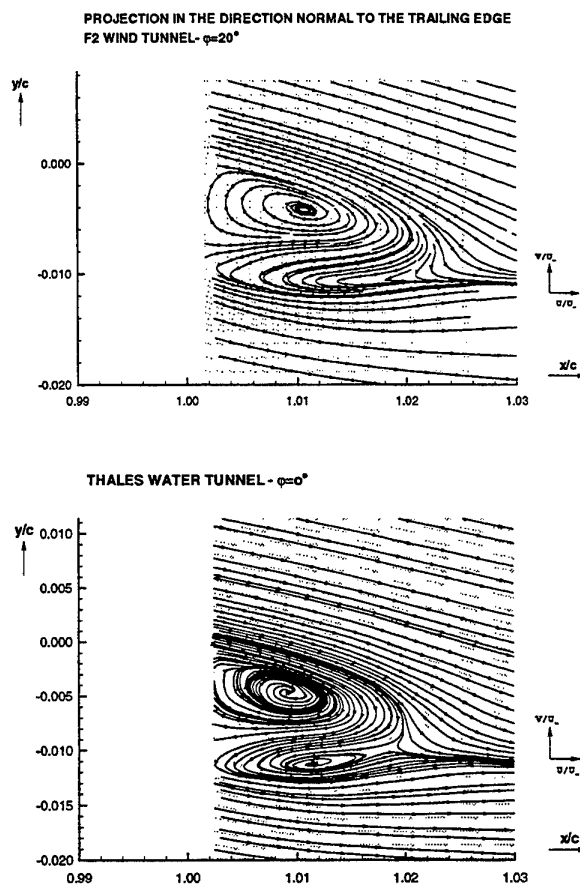 PROJECTION IN THE DIRECTION NORMAL TO THE TRAILING EDGE
F2 WIND TUNNEL- φ=20°
y/c
0.000
-0.010
-0.020
0.99
1.00
1.01
1.02
1.03
x/c
THALES WATER TUNNEL - φ=0°
y/c
0.010
0.005
0.000
-0.005
-0.010
-0.015
-0.020
0.99
1.00
1.01
1.02
1.03
x/c